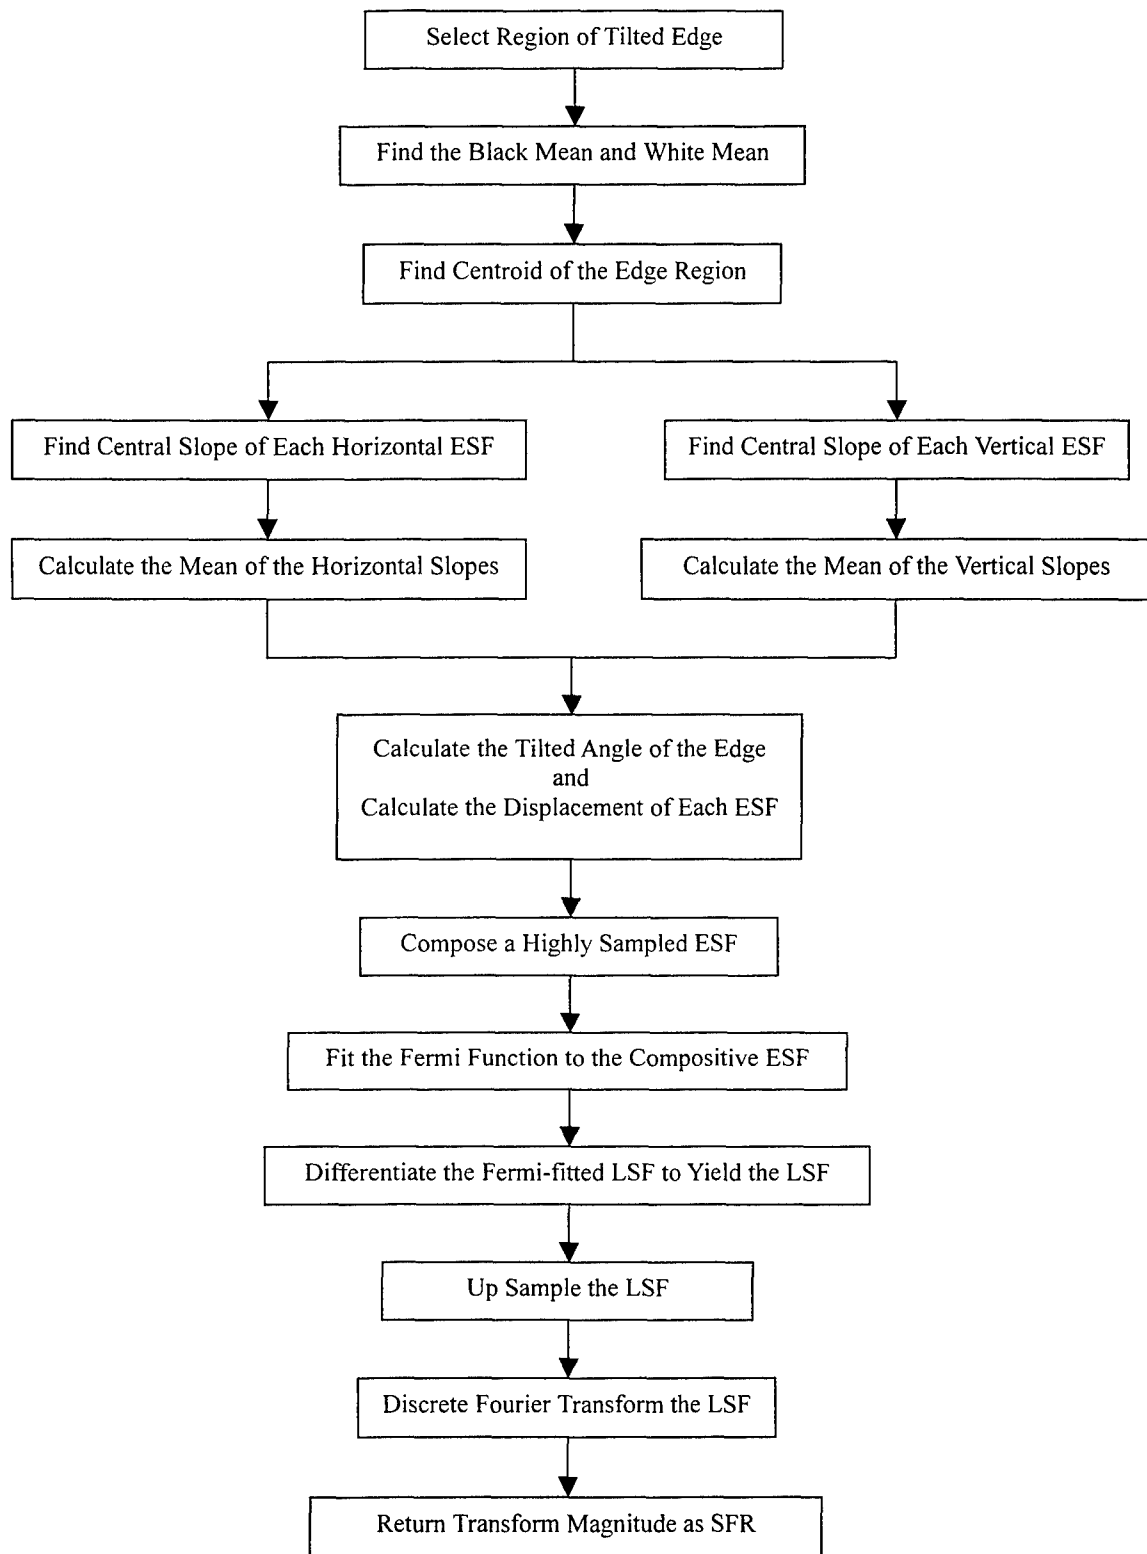 Select Region of Tilted Edge
Find the Black Mean and White Mean
Find Centroid of the Edge Region
Find Central Slope of Each Horizontal ESF
Find Central Slope of Each Vertical ESF
Calculate the Mean of the Horizontal Slopes
Calculate the Mean of the Vertical Slopes
Calculate the Tilted Angle of the Edge
and
Calculate the Displacement of Each ESF
Compose a Highly Sampled ESF
Fit the Fermi Function to the Compositive ESF
Differentiate the Fermi-fitted LSF to Yield the LSF
Up Sample the LSF
Discrete Fourier Transform the LSF
Return Transform Magnitude as SFR